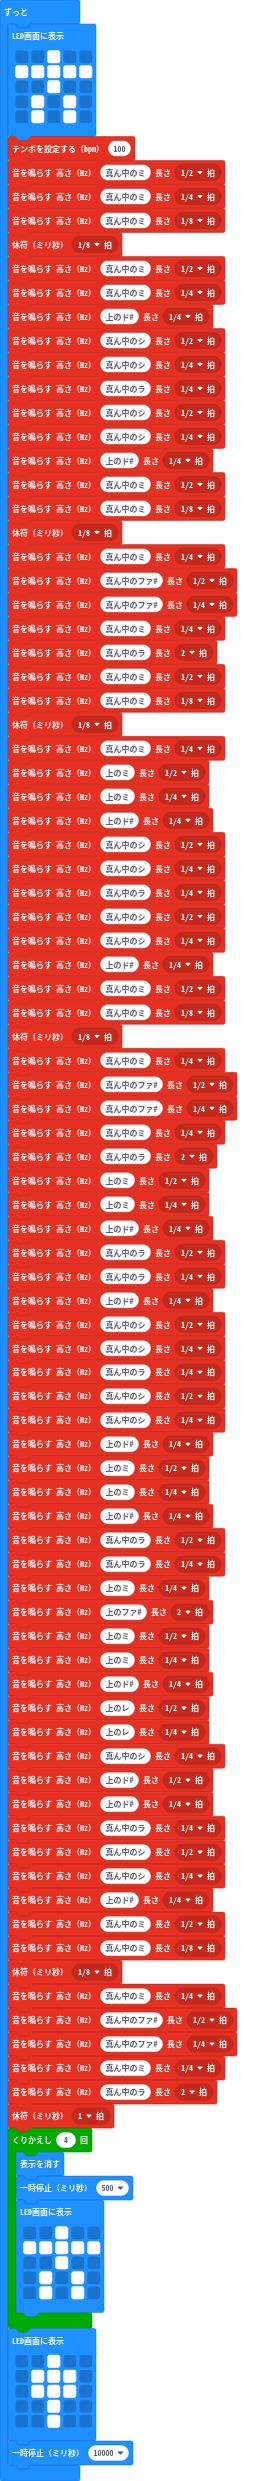 ずっと
LED画面に表示
テンポを設定する (bpm) 100
音を鳴らす 高さ (Hz) 真ん中のミ 長さ 1/2 拍
音を鳴らす 高さ (Hz) 真ん中のミ 長さ 1/4 拍
音を鳴らす 高さ (Hz) 真ん中のミ 長さ 1/8 拍
休符 (ミリ秒) 1/8 拍
音を鳴らす 高さ (Hz) 真ん中のミ 長さ 1/2 拍
音を鳴らす 高さ (Hz) 真ん中のミ 長さ 1/4 拍
音を鳴らす 高さ (Hz) 上のド# 長さ 1/4 拍
音を鳴らす 高さ (Hz) 真ん中のシ 長さ 1/2 拍
音を鳴らす 高さ (Hz) 真ん中のシ 長さ 1/4 拍
音を鳴らす 高さ (Hz) 真ん中のラ 長さ 1/4 拍
音を鳴らす 高さ (Hz) 真ん中のシ 長さ 1/2 拍
音を鳴らす 高さ (Hz) 真ん中のシ 長さ 1/4 拍
音を鳴らす 高さ (Hz) 上のド# 長さ 1/4 拍
音を鳴らす 高さ (Hz) 真ん中のミ 長さ 1/2 拍
音を鳴らす 高さ (Hz) 真ん中のミ 長さ 1/8 拍
休符 (ミリ秒) 1/8 拍
音を鳴らす 高さ (Hz) 真ん中のミ 長さ 1/4 拍
音を鳴らす 高さ (Hz) 真ん中のファ# 長さ 1/2 拍
音を鳴らす 高さ (Hz) 真ん中のファ# 長さ 1/4 拍
音を鳴らす 高さ (Hz) 真ん中のミ 長さ 1/4 拍
音を鳴らす 高さ (Hz) 真ん中のラ 長さ 2 拍
音を鳴らす 高さ (Hz) 真ん中のミ 長さ 1/2 拍
音を鳴らす 高さ (Hz) 真ん中のミ 長さ 1/8 拍
休符 (ミリ秒) 1/8 拍
音を鳴らす 高さ (Hz) 真ん中のミ 長さ 1/4 拍
音を鳴らす 高さ (Hz) 上のミ 長さ 1/2 拍
音を鳴らす 高さ (Hz) 上のミ 長さ 1/4 拍
音を鳴らす 高さ (Hz) 上のド# 長さ 1/4 拍
音を鳴らす 高さ (Hz) 真ん中のシ 長さ 1/2 拍
音を鳴らす 高さ (Hz) 真ん中のシ 長さ 1/4 拍
音を鳴らす 高さ (Hz) 真ん中のラ 長さ 1/4 拍
音を鳴らす 高さ (Hz) 真ん中のシ 長さ 1/2 拍
音を鳴らす 高さ (Hz) 真ん中のシ 長さ 1/4 拍
音を鳴らす 高さ (Hz) 上のド# 長さ 1/4 拍
音を鳴らす 高さ (Hz) 真ん中のミ 長さ 1/2 拍
音を鳴らす 高さ (Hz) 真ん中のミ 長さ 1/8 拍
休符 (ミリ秒) 1/8 拍
音を鳴らす 高さ (Hz) 真ん中のミ 長さ 1/4 拍
音を鳴らす 高さ (Hz) 真ん中のファ# 長さ 1/2 拍
音を鳴らす 高さ (Hz) 真ん中のファ# 長さ 1/4 拍
音を鳴らす 高さ (Hz) 真ん中のミ 長さ 1/4 拍
音を鳴らす 高さ (Hz) 真ん中のラ 長さ 2 拍
音を鳴らす 高さ (Hz) 上のミ 長さ 1/2 拍
音を鳴らす 高さ (Hz) 上のミ 長さ 1/4 拍
音を鳴らす 高さ (Hz) 上のド# 長さ 1/4 拍
音を鳴らす 高さ (Hz) 真ん中のラ 長さ 1/2 拍
音を鳴らす 高さ (Hz) 真ん中のラ 長さ 1/4 拍
音を鳴らす 高さ (Hz) 上のド# 長さ 1/4 拍
音を鳴らす 高さ (Hz) 真ん中のシ 長さ 1/2 拍
音を鳴らす 高さ (Hz) 真ん中のシ 長さ 1/4 拍
音を鳴らす 高さ (Hz) 真ん中のラ 長さ 1/4 拍
音を鳴らす 高さ (Hz) 真ん中のシ 長さ 1/2 拍
音を鳴らす 高さ (Hz) 真ん中のシ 長さ 1/4 拍
音を鳴らす 高さ (Hz) 上のド# 長さ 1/4 拍
音を鳴らす 高さ (Hz) 上のミ 長さ 1/2 拍
音を鳴らす 高さ (Hz) 上のミ 長さ 1/4 拍
音を鳴らす 高さ (Hz) 上のド# 長さ 1/4 拍
音を鳴らす 高さ (Hz) 真ん中のラ 長さ 1/2 拍
音を鳴らす 高さ (Hz) 真ん中のラ 長さ 1/4 拍
音を鳴らす 高さ (Hz) 上のミ 長さ 1/4 拍
音を鳴らす 高さ (Hz) 上のファ# 長さ 2 拍
音を鳴らす 高さ (Hz) 上のミ 長さ 1/2 拍
音を鳴らす 高さ (Hz) 上のミ 長さ 1/4 拍
音を鳴らす 高さ (Hz) 上のド# 長さ 1/4 拍
音を鳴らす 高さ (Hz) 上のレ 長さ 1/2 拍
音を鳴らす 高さ (Hz) 上のレ 長さ 1/4 拍
音を鳴らす 高さ (Hz) 真ん中のシ 長さ 1/4 拍
音を鳴らす 高さ (Hz) 上のド# 長さ 1/2 拍
音を鳴らす 高さ (Hz) 上のド# 長さ 1/4 拍
音を鳴らす 高さ (Hz) 真ん中のラ 長さ 1/4 拍
音を鳴らす 高さ (Hz) 真ん中のシ 長さ 1/2 拍
音を鳴らす 高さ (Hz) 真ん中のシ 長さ 1/4 拍
音を鳴らす 高さ (Hz) 上のド# 長さ 1/4 拍
音を鳴らす 高さ (Hz) 真ん中のミ 長さ 1/2 拍
音を鳴らす 高さ (Hz) 真ん中のミ 長さ 1/8 拍
休符 (ミリ秒) 1/8 拍
音を鳴らす 高さ (Hz) 真ん中のミ 長さ 1/4 拍
音を鳴らす 高さ (Hz) 真ん中のファ# 長さ 1/2 拍
音を鳴らす 高さ (Hz) 真ん中のファ# 長さ 1/4 拍
音を鳴らす 高さ (Hz) 真ん中のミ 長さ 1/4 拍
音を鳴らす 高さ (Hz) 真ん中のラ 長さ 2 拍
休符 (ミリ秒) 1 拍
くりかえし 4 回
表示を消す
一時停止 (ミリ秒) 500
LED画面に表示
LED画面に表示
一時停止 (ミリ秒) 10000